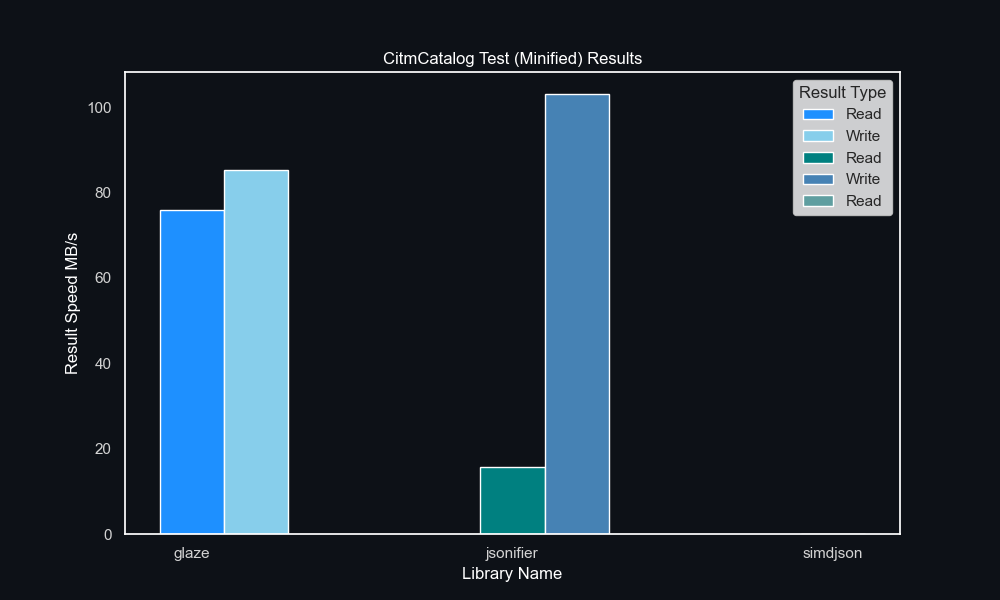 CitmCatalog Test (Minified) Results
Result Type
Read
Write
Read
Write
Read
Result Speed MB/s
100
80
60
40
20
0
glaze jsonifier simdjson
Library Name